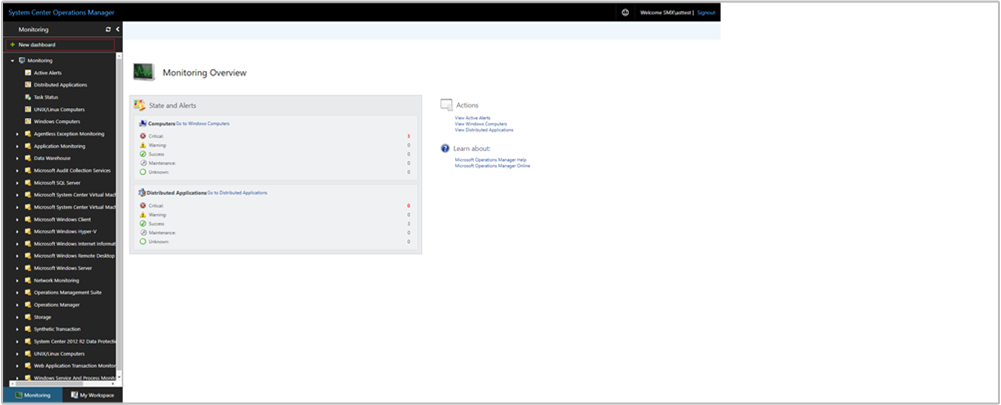 System Center Operations Manager
Welcome SMX\adttest | Signout
Monitoring
+ New dashboard
Monitoring
Active Alerts
Distributed Applications
Task Status
UNIX/Linux Computers
Windows Computers
Agentless Exception Monitoring
Application Monitoring
Data Warehouse
Microsoft Audit Collection Services
Microsoft SQL Server
Microsoft System Center Virtual Mach
Microsoft System Center Virtual Mach
Microsoft Windows Client
Microsoft Windows Hyper-V
Microsoft Windows Internet Informat
Microsoft Windows Remote Desktop
Microsoft Windows Server
Network Monitoring
Operations Management Suite
Operations Manager
Storage
Synthetic Transaction
System Center 2012 R2 Data Protectio
UNIX/Linux Computers
Web Application Transaction Monitor
Windows Service And Process Monit
Monitoring
My Workspace
Monitoring Overview
State and Alerts
Computers Go to Windows Computers
Critical
Warning 0
Success 0
Maintenance 0
Unknown 0
Distributed Applications Go to Distributed Applications
Critical
Warning 0
Success 3
Maintenance 0
Unknown 0
Actions
View Active Alerts
View Windows Computers
View Distributed Applications
Learn about:
Microsoft Operations Manager Help
Microsoft Operations Manager Online